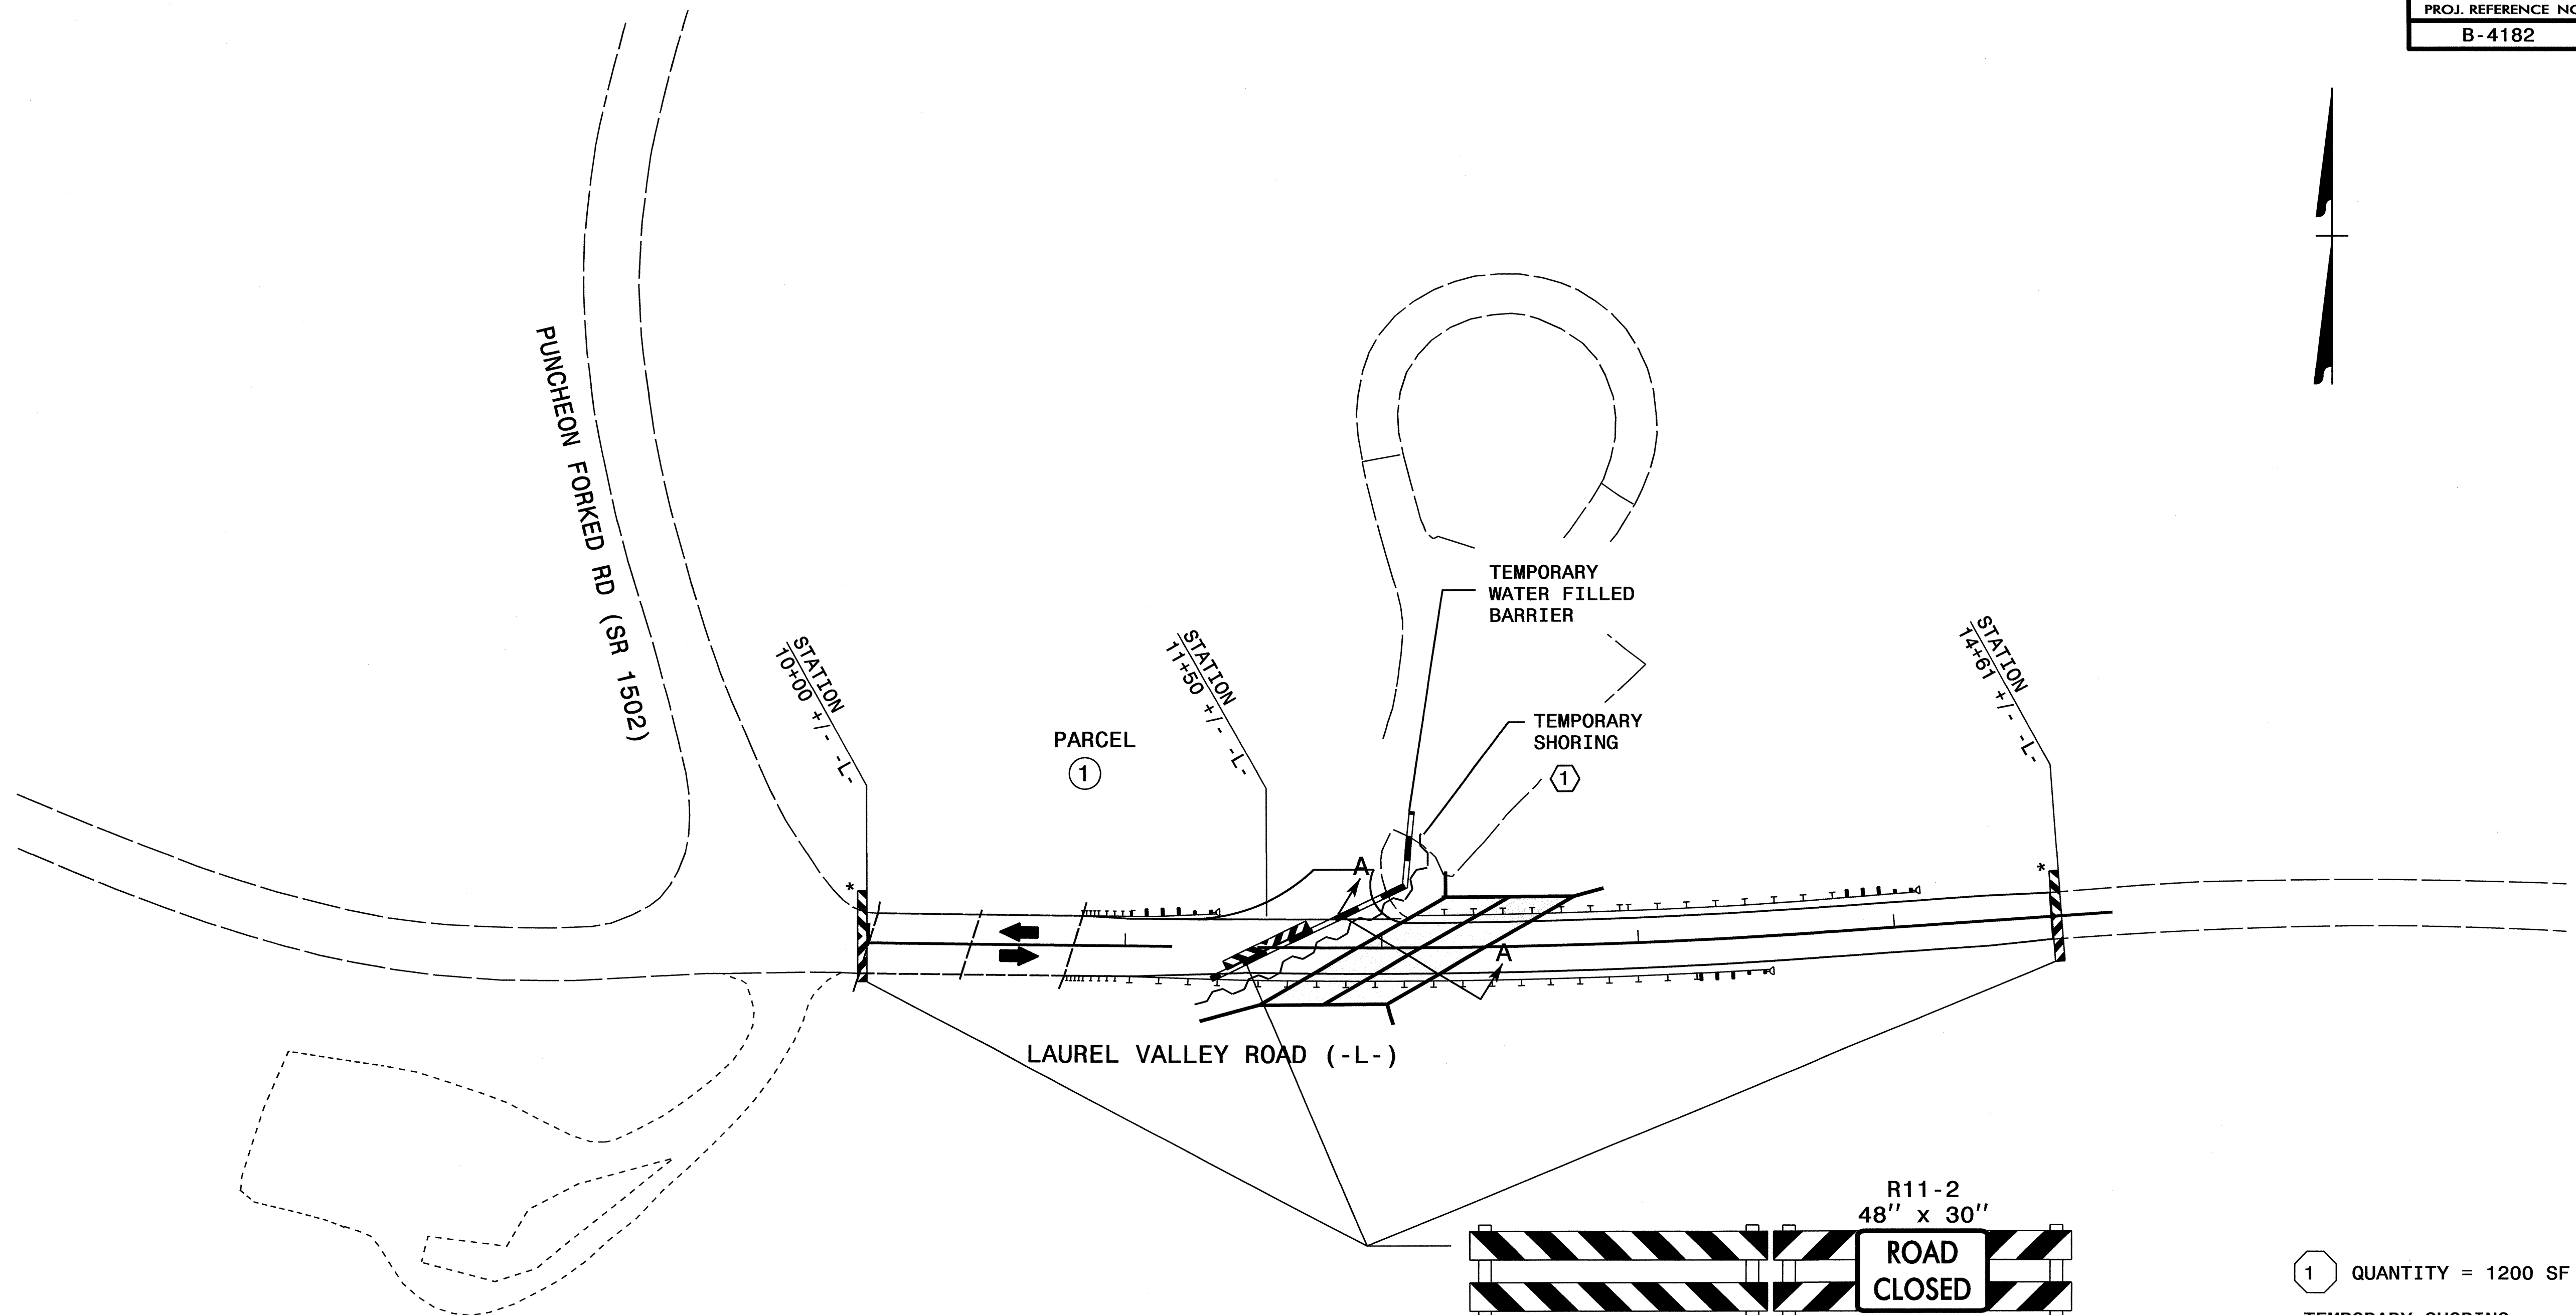 PROJ. REFERENCE NO
B-4182
PUNCHEON FORKED RD (SR 1502)
TEMPORARY
WATER FILLED
BARRIER
STATION
10+00 +/- -L-
STATION
11+50 +/- -L-
STATION
14+61 +/- -L-
PARCEL
1
TEMPORARY
SHORING
1
*
A
*
A
LAUREL VALLEY ROAD (-L-)
R11-2
48" x 30"
ROAD
CLOSED
1 QUANTITY = 1200 SF
TEMPORARY SHORING